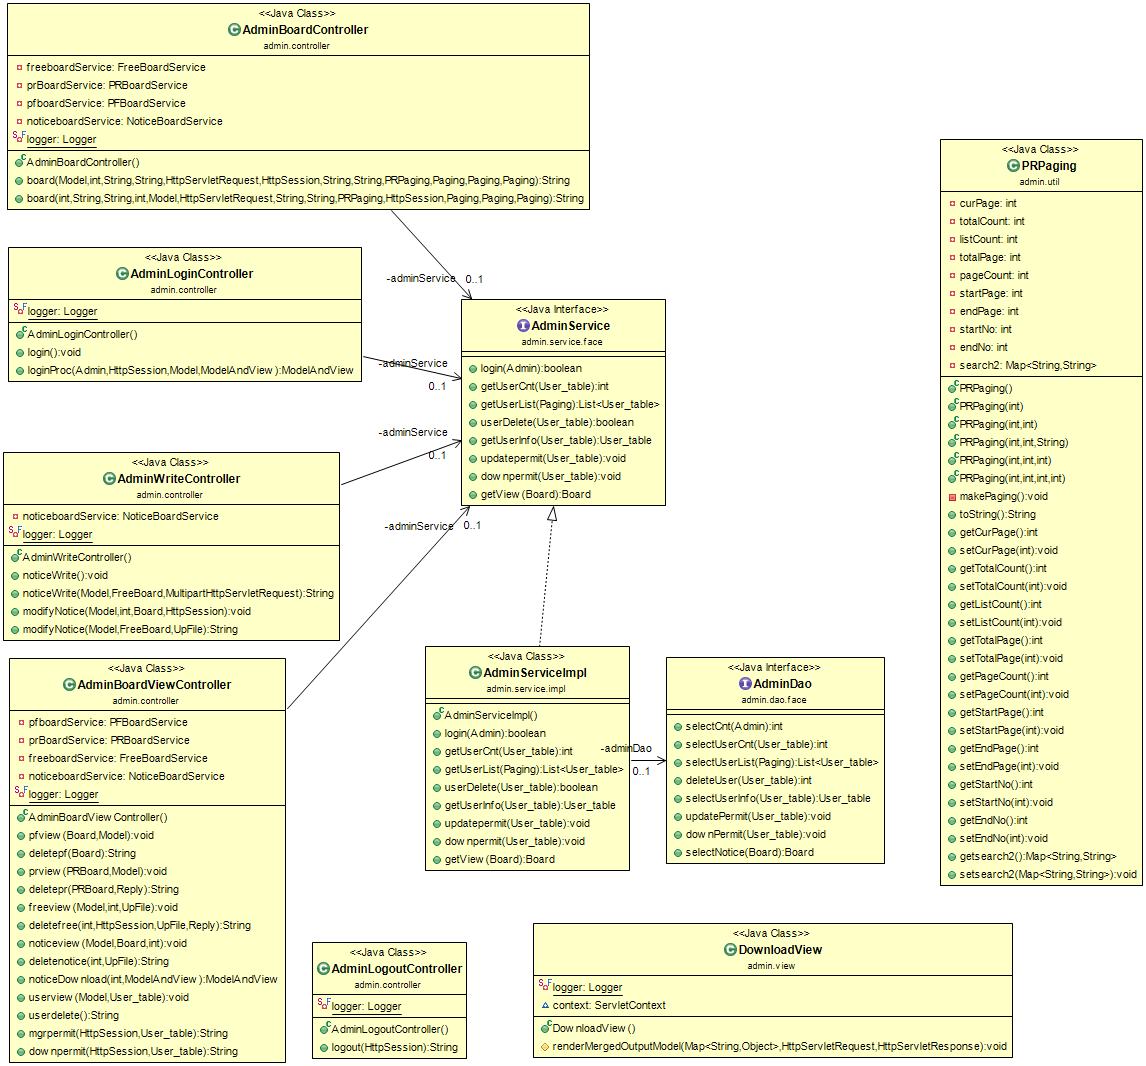 <<Java Class>>
AdminBoardController
admin.controller
freeboardService: FreeBoardService
prBoardService: PRBoardService
pfboardService: PFBoardService
noticeboardService: NoticeBoardService
logger: Logger
AdminBoardController()
board(Model,int,String,String,HttpServletRequest,HttpSession,String,String,PRPaging,Paging,Paging,Paging):String
board(int,String,String,int,Model,HttpServletRequest,String,String,PRPaging,HttpSession,Paging,Paging,Paging):String
<<Java Class>>
AdminLoginController
admin.controller
logger: Logger
AdminLoginController()
login():void
loginProc(Admin,HttpSession,Model,ModelAndView):ModelAndView
<<Java Class>>
AdminWriteController
admin.controller
noticeboardService: NoticeBoardService
logger: Logger
AdminWriteController()
noticeWrite():void
noticeWrite(Model,FreeBoard,MultipartHttpServletRequest):String
modifyNotice(Model,int,Board,HttpSession):void
modifyNotice(Model,FreeBoard,UpFile):String
<<Java Class>>
AdminBoardViewController
admin.controller
pfboardService: PFBoardService
prBoardService: PRBoardService
freeboardService: FreeBoardService
noticeboardService: NoticeBoardService
logger: Logger
AdminBoardViewController()
pfview(Board,Model):void
deletepf(Board):String
prview(PRBoard,Model):void
deletepr(PRBoard,Reply):String
freeview(Model,int,UpFile):void
deletefree(int,HttpSession,UpFile,Reply):String
noticeview(Model,Board,int):void
deletenotice(int,UpFile):String
noticeDownload(int,ModelAndView):ModelAndView
userview(Model,User_table):void
userdelete():String
mgrpermit(HttpSession,User_table):String
downpermit(HttpSession,User_table):String
-adminService
0..1
-adminService
0..1
-adminService
0..1
-adminService
0..1
<<Java Interface>>
AdminService
admin.service.face
login(Admin):boolean
getUserCnt(User_table):int
getUserList(Paging):List<User_table>
userDelete(User_table):boolean
getUserInfo(User_table):User_table
updatepermit(User_table):void
downpermit(User_table):void
getView(Board):Board
<<Java Class>>
AdminServiceImpl
admin.service.impl
AdminServiceImpl()
login(Admin):boolean
getUserCnt(User_table):int
getUserList(Paging):List<User_table>
userDelete(User_table):boolean
getUserInfo(User_table):User_table
updatepermit(User_table):void
downpermit(User_table):void
getView(Board):Board
-adminDao
0..1
<<Java Interface>>
AdminDao
admin.dao.face
selectCnt(Admin):int
selectUserCnt(User_table):int
selectUserList(Paging):List<User_table>
deleteUser(User_table):int
selectUserInfo(User_table):User_table
updatePermit(User_table):void
downPermit(User_table):void
selectNotice(Board):Board
<<Java Class>>
AdminLogoutController
admin.controller
logger: Logger
AdminLogoutController()
logout(HttpSession):String
<<Java Class>>
DownloadView
admin.view
logger: Logger
context: ServletContext
DownloadView()
renderMergedOutputModel(Map<String,Object>,HttpServletRequest,HttpServletResponse):void
<<Java Class>>
PRPaging
admin.util
curPage: int
totalCount: int
listCount: int
totalPage: int
pageCount: int
startPage: int
endPage: int
startNo: int
endNo: int
search2: Map<String,String>
PRPaging()
PRPaging(int)
PRPaging(int,int)
PRPaging(int,int,String)
PRPaging(int,int,int)
PRPaging(int,int,int,int)
makePaging():void
toString():String
getCurPage():int
setCurPage(int):void
getTotalCount():int
setTotalCount(int):void
getListCount():int
setListCount(int):void
getTotalPage():int
setTotalPage(int):void
getPageCount():int
setPageCount(int):void
getStartPage():int
setStartPage(int):void
getEndPage():int
setEndPage(int):void
getStartNo():int
setStartNo(int):void
getEndNo():int
setEndNo(int):void
getsearch2():Map<String,String>
setsearch2(Map<String,String>):void